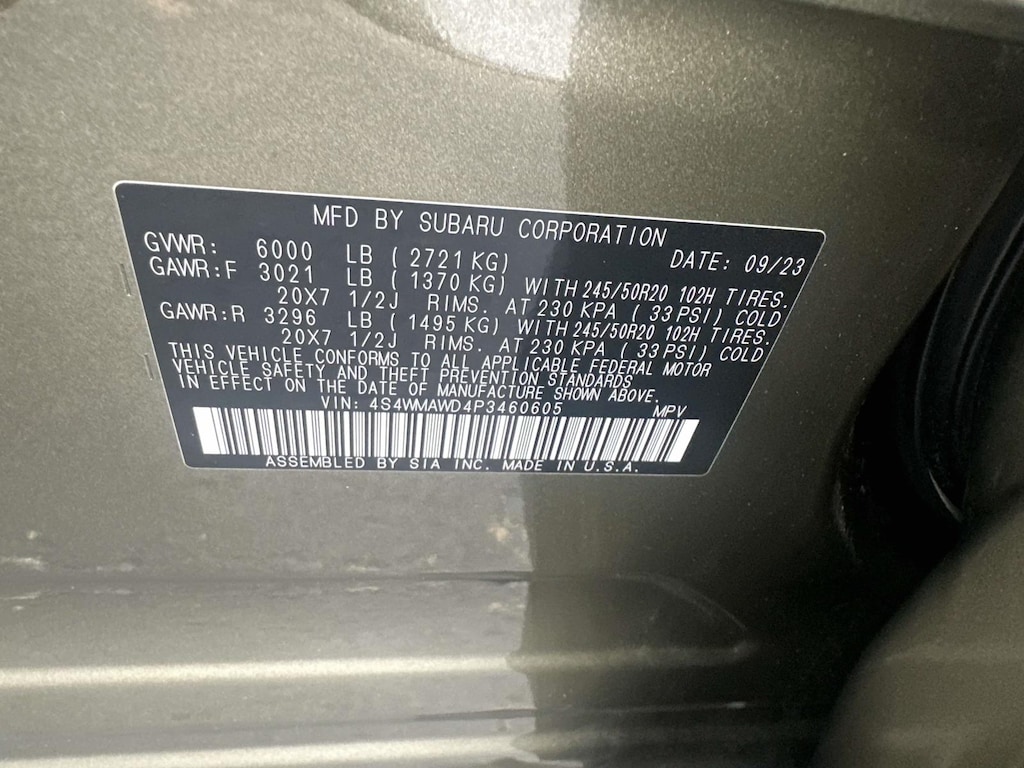 MFD BY SUBARU CORPORATION
GVWR: 6000 LB ( 2721 KG) DATE: 09/23
GAWR:F 3021 LB ( 1370 KG) WITH 245/50R20 102H TIRES.
20X7 1/2J RIMS. AT 230 KPA ( 33 PSI) COLD
GAWR:R 3296 LB ( 1495 KG) WITH 245/50R20 102H TIRES.
20X7 1/2J RIMS. AT 230 KPA ( 33 PSI) COLD
THIS VEHICLE CONFORMS TO ALL APPLICABLE FEDERAL MOTOR
VEHICLE SAFETY AND THEFT PREVENTION STANDARDS
IN EFFECT ON THE DATE OF MANUFACTURE SHOWN ABOVE.
VIN: 4S4WMAWD4P3460605 MPV
ASSEMBLED BY SIA INC. MADE IN U.S.A.